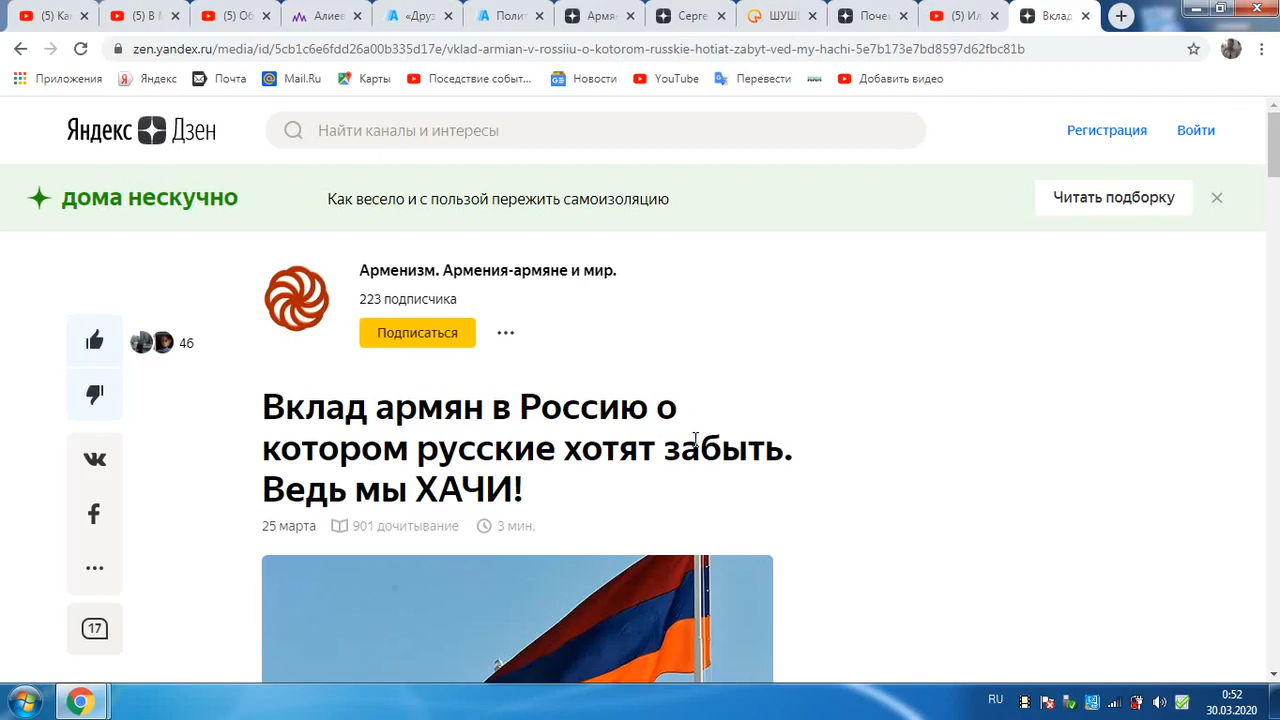 (5) Ка
(5) В М
(5) Об
Алиев
«Друз
Поли
Армя
Серге
ШУШ
Почем
(5) Ис
Вклад
zen.yandex.ru/media/id/5cb1c6e6fdd26a00b335d17e/vklad-armian-v-rossiiu-o-kotorom-russkie-hotiat-zabyt-ved-my-hachi-5e7b173e7bd8597d62fbc81b
Приложения Яндекс Почта Mail.Ru Карты Поседствие событ... Новости YouTube Перевести Добавить видео
Яндекс Дзен
Найти каналы и интересы
Регистрация Войти
дома нескучно
Как весело и с пользой пережить самоизоляцию
Читать подборку
Арменизм. Армения-армяне и мир.
223 подписчика
Подписаться
46
Вклад армян в Россию о
котором русские хотят забыть.
Ведь мы ХАЧИ!
25 марта 901 дочитывание 3 мин.
17
RU
0:52
30.03.2020